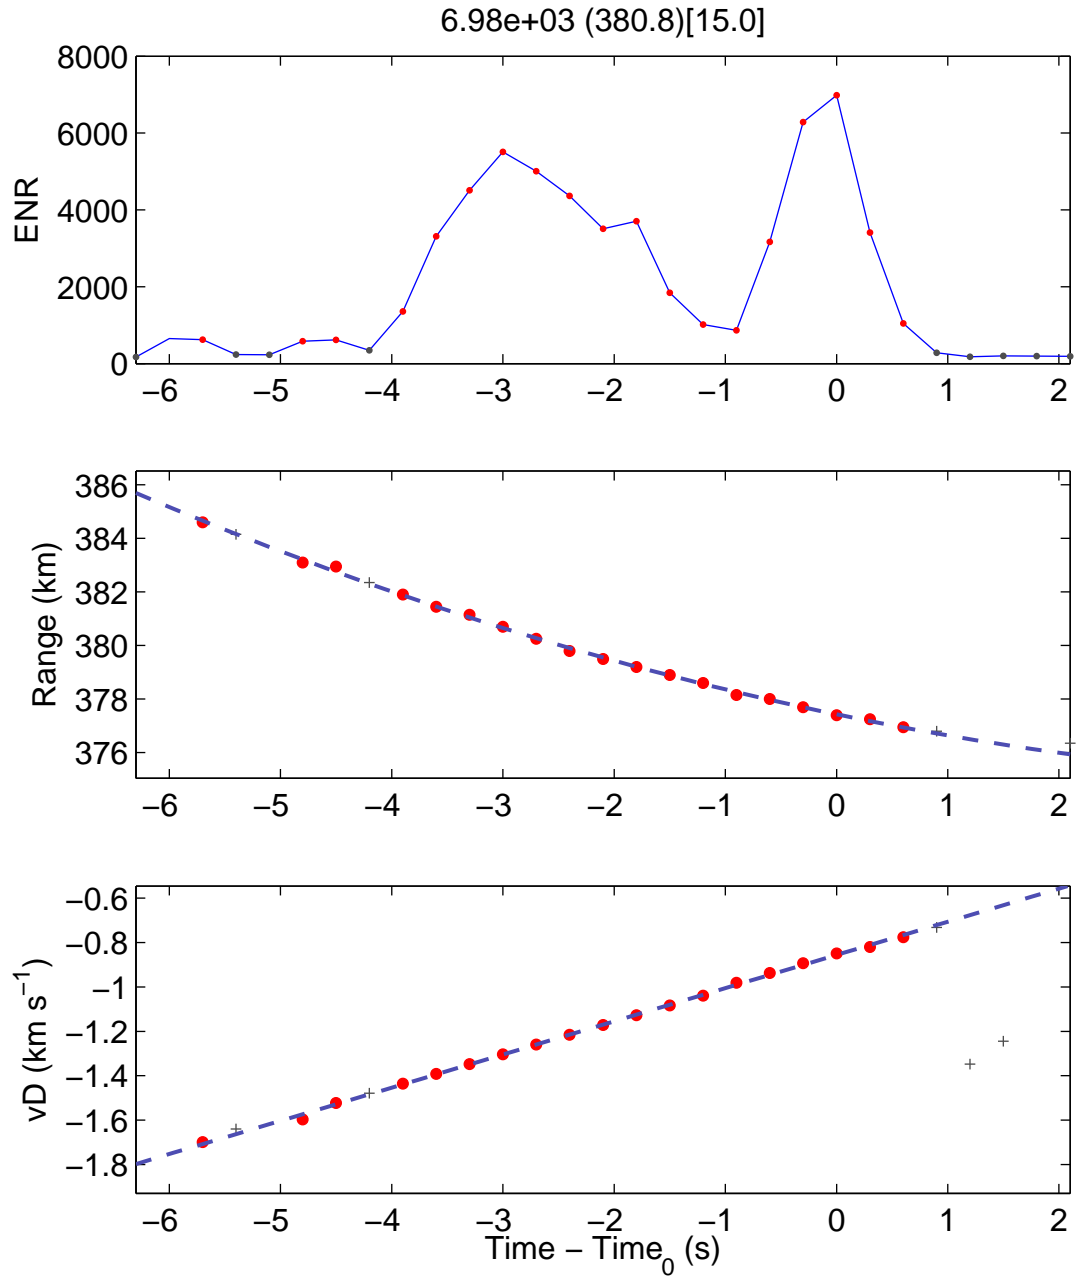 6.98e+03 (380.8)[15.0]
8000
6000
4000
2000
0
ENR
−6 −5 −4 −3 −2 −1 0 1 2
386
384
382
380
378
376
Range (km)
−6 −5 −4 −3 −2 −1 0 1 2
−0.6
−0.8
−1
−1.2
−1.4
−1.6
−1.8
vD (km s−1)
−6 −5 −4 −3 −2 −1 0 1 2
Time − Time0 (s)